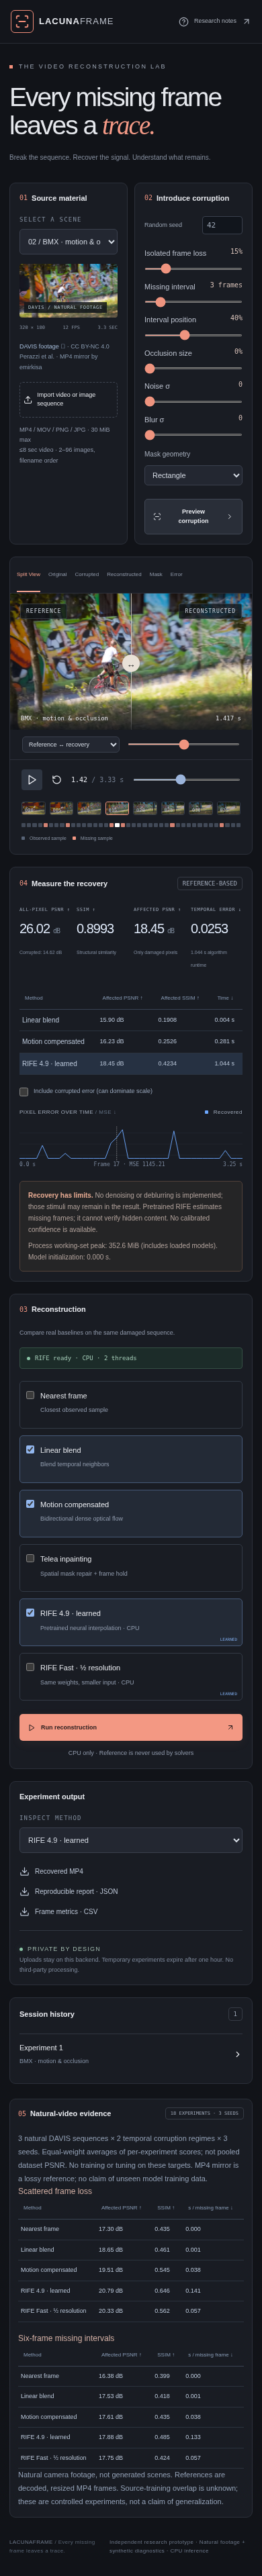 LACUNAFRAME
Research notes
THE VIDEO RECONSTRUCTION LAB
Every missing frame
leaves a trace.
Break the sequence. Recover the signal. Understand what remains.
01 Source material
SELECT A SCENE
02 / BMX · motion & o
DAVIS / NATURAL FOOTAGE
320 × 180 12 FPS 3.3 SEC
DAVIS footage · CC BY-NC 4.0
Perazzi et al. · MP4 mirror by
emirkisa
Import video or image
sequence
MP4 / MOV / PNG / JPG · 30 MiB
max
≤8 sec video · 2–96 images,
filename order
02 Introduce corruption
Random seed 42
Isolated frame loss 15%
Missing interval 3 frames
Interval position 40%
Occlusion size 0%
Noise σ 0
Blur σ 0
Mask geometry
Rectangle
Preview
corruption
Split View Original Corrupted Reconstructed Mask Error
REFERENCE RECONSTRUCTED
BMX · motion & occlusion 1.417 s
Reference ↔ recovery
1.42 / 3.33 s
Observed sample Missing sample
04 Measure the recovery REFERENCE-BASED
ALL-PIXEL PSNR ↑ SSIM ↑ AFFECTED PSNR ↑ TEMPORAL ERROR ↓
26.02 dB 0.8993 18.45 dB 0.0253
Corrupted: 14.62 dB Structural similarity Only damaged pixels 1.044 s algorithm
runtime
Method Affected PSNR ↑ Affected SSIM ↑ Time ↓
Linear blend 15.90 dB 0.1908 0.004 s
Motion compensated 16.23 dB 0.2526 0.281 s
RIFE 4.9 · learned 18.45 dB 0.4234 1.044 s
Include corrupted error (can dominate scale)
PIXEL ERROR OVER TIME / MSE ↓ Recovered
0.0 s Frame 17 · MSE 1145.21 3.25 s
Recovery has limits. No denoising or deblurring is implemented;
those stimuli may remain in the result. Pretrained RIFE estimates
missing frames; it cannot verify hidden content. No calibrated
confidence is available.
Process working-set peak: 352.6 MiB (includes loaded models).
Model initialization: 0.000 s.
03 Reconstruction
Compare real baselines on the same damaged sequence.
RIFE ready · CPU · 2 threads
Nearest frame
Closest observed sample
Linear blend
Blend temporal neighbors
Motion compensated
Bidirectional dense optical flow
Telea inpainting
Spatial mask repair + frame hold
RIFE 4.9 · learned
Pretrained neural interpolation · CPU
LEARNED
RIFE Fast · ½ resolution
Same weights, smaller input · CPU
LEARNED
Run reconstruction
CPU only · Reference is never used by solvers
Experiment output
INSPECT METHOD
RIFE 4.9 · learned
Recovered MP4
Reproducible report · JSON
Frame metrics · CSV
PRIVATE BY DESIGN
Uploads stay on this backend. Temporary experiments expire after one hour. No
third-party processing.
Session history 1
Experiment 1
BMX · motion & occlusion
05 Natural-video evidence 18 EXPERIMENTS · 3 SEEDS
3 natural DAVIS sequences × 2 temporal corruption regimes × 3
seeds. Equal-weight averages of per-experiment scores; not pooled
dataset PSNR. No training or tuning on these targets. MP4 mirror is
a lossy reference; no claim of unseen model training data.
Scattered frame loss
Method Affected PSNR ↑ SSIM ↑ s / missing frame ↓
Nearest frame 17.30 dB 0.435 0.000
Linear blend 18.65 dB 0.461 0.001
Motion compensated 19.51 dB 0.545 0.038
RIFE 4.9 · learned 20.79 dB 0.646 0.141
RIFE Fast · ½ resolution 20.33 dB 0.562 0.057
Six-frame missing intervals
Method Affected PSNR ↑ SSIM ↑ s / missing frame ↓
Nearest frame 16.38 dB 0.399 0.000
Linear blend 17.53 dB 0.418 0.001
Motion compensated 17.61 dB 0.435 0.038
RIFE 4.9 · learned 17.88 dB 0.485 0.133
RIFE Fast · ½ resolution 17.75 dB 0.424 0.057
Natural camera footage, not generated scenes. References are
decoded, resized MP4 frames. Source-training overlap is unknown;
these are controlled experiments, not a claim of generalization.
LACUNAFRAME / Every missing
frame leaves a trace.
Independent research prototype · Natural footage +
synthetic diagnostics · CPU inference